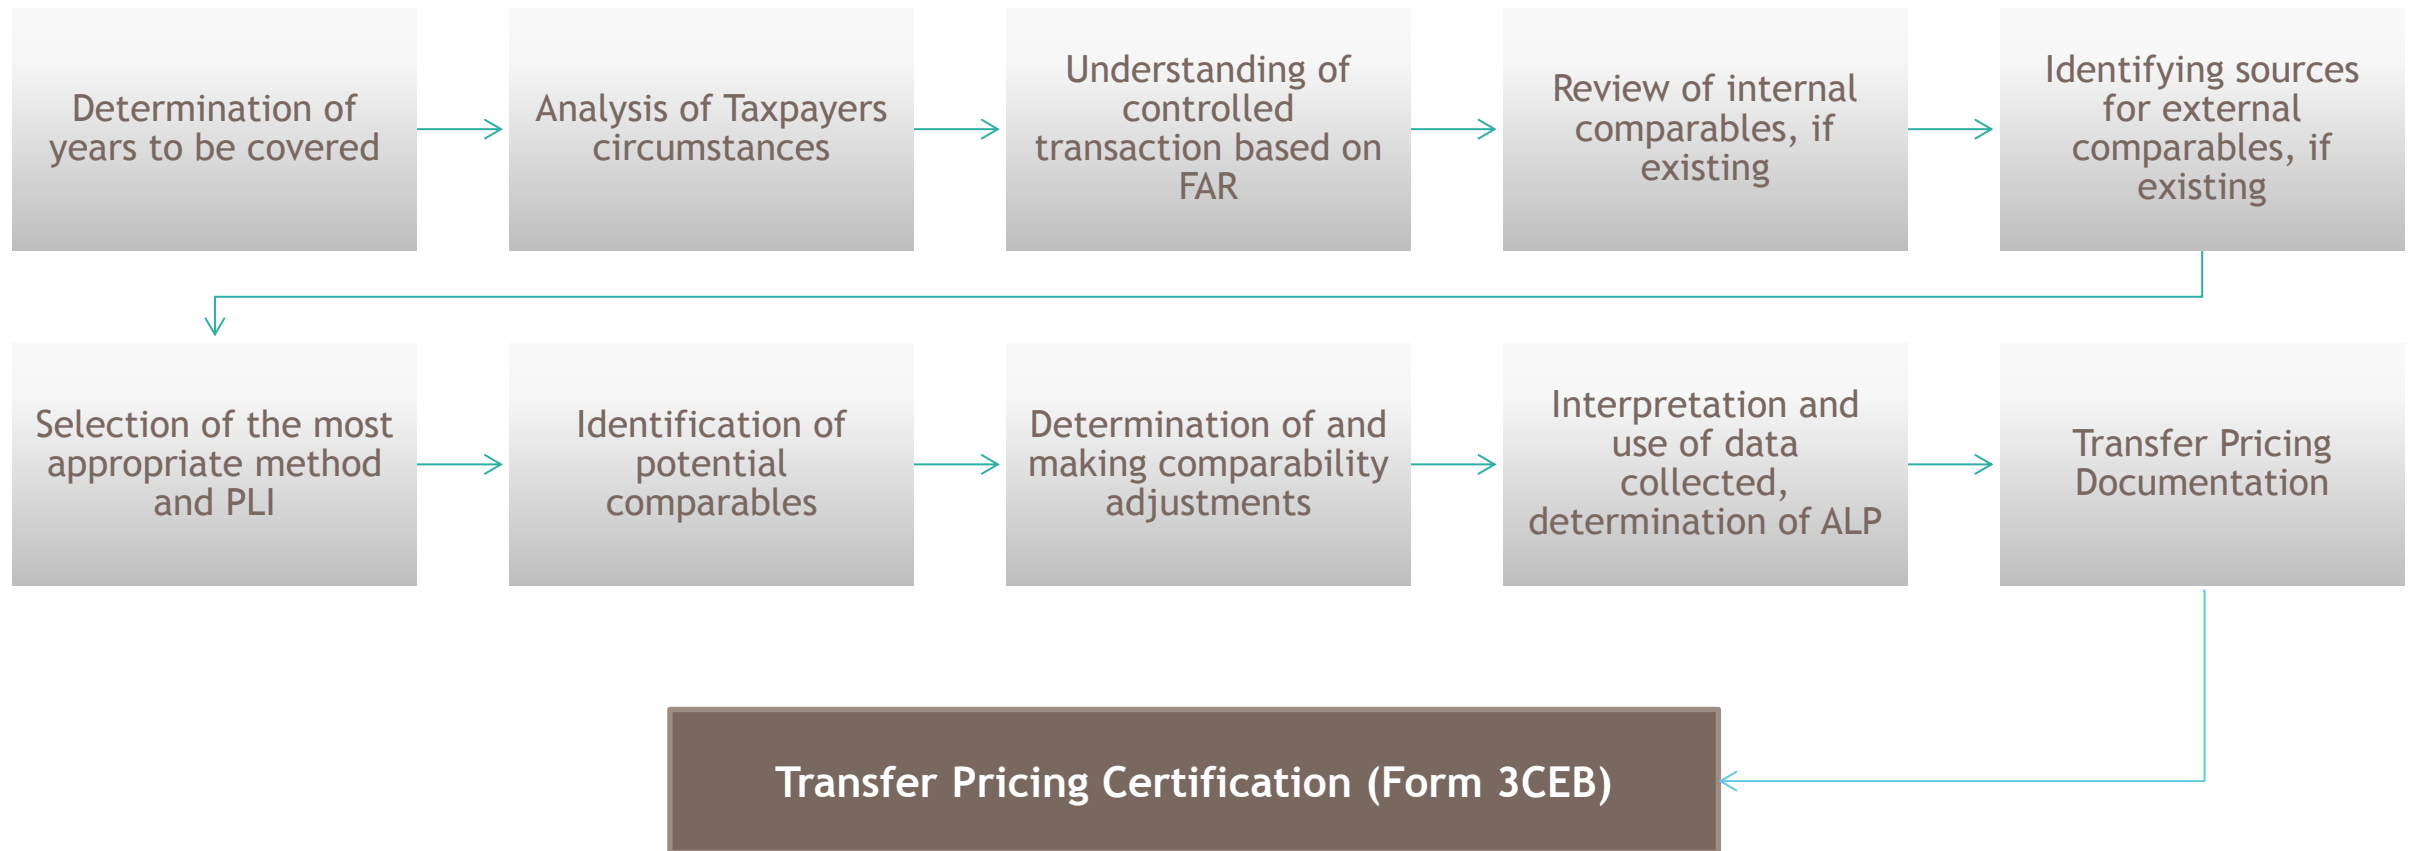 Determination of
years to be covered
Analysis of Taxpayers
circumstances
Understanding of
controlled
transaction based on
FAR
Review of internal
comparables, if
existing
Identifying sources
for external
comparables, if
existing
Selection of the most
appropriate method
and PLI
Identification of
potential
comparables
Determination of and
making comparability
adjustments
Interpretation and
use of data
collected,
determination of ALP
Transfer Pricing
Documentation
Transfer Pricing Certification (Form 3CEB)